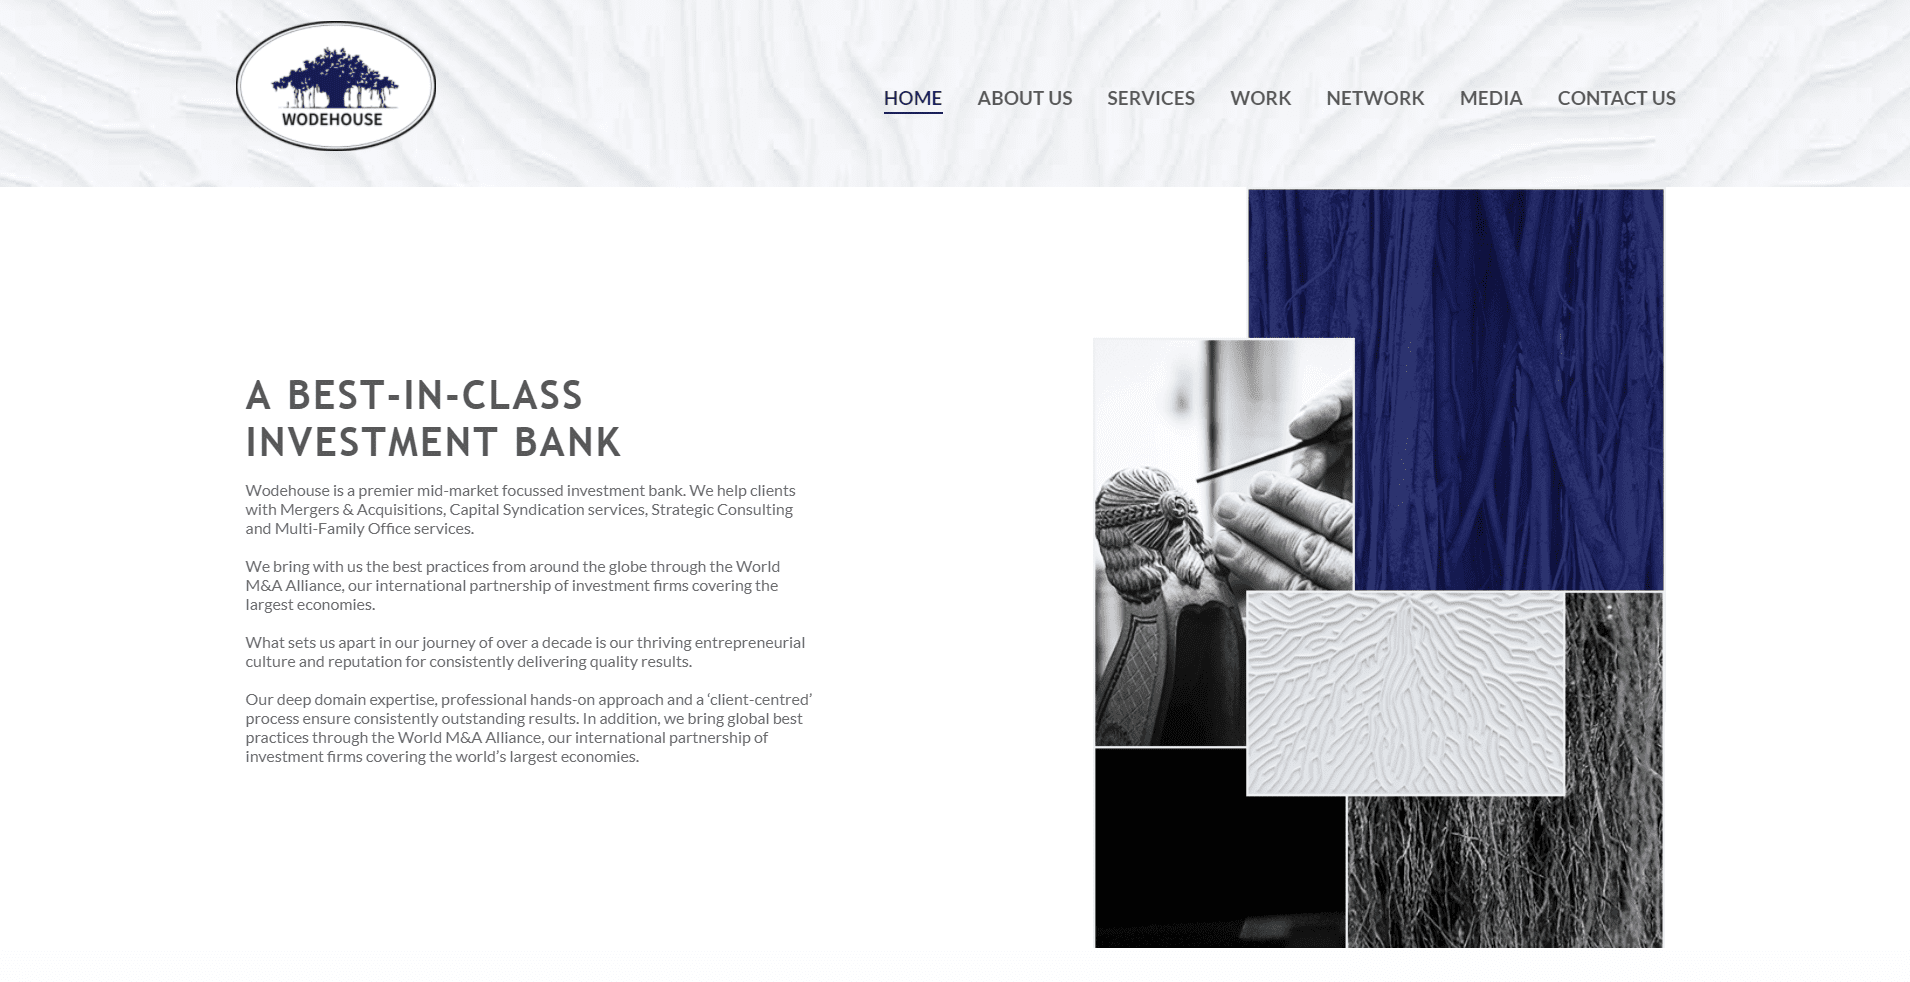 WODEHOUSE
HOME ABOUT US SERVICES WORK NETWORK MEDIA CONTACT US
A BEST-IN-CLASS
INVESTMENT BANK
Wodehouse is a premier mid-market focussed investment bank. We help clients
with Mergers & Acquisitions, Capital Syndication services, Strategic Consulting
and Multi-Family Office services.
We bring with us the best practices from around the globe through the World
M&A Alliance, our international partnership of investment firms covering the
largest economies.
What sets us apart in our journey of over a decade is our thriving entrepreneurial
culture and reputation for consistently delivering quality results.
Our deep domain expertise, professional hands-on approach and a ‘client-centred’
process ensure consistently outstanding results. In addition, we bring global best
practices through the World M&A Alliance, our international partnership of
investment firms covering the world’s largest economies.